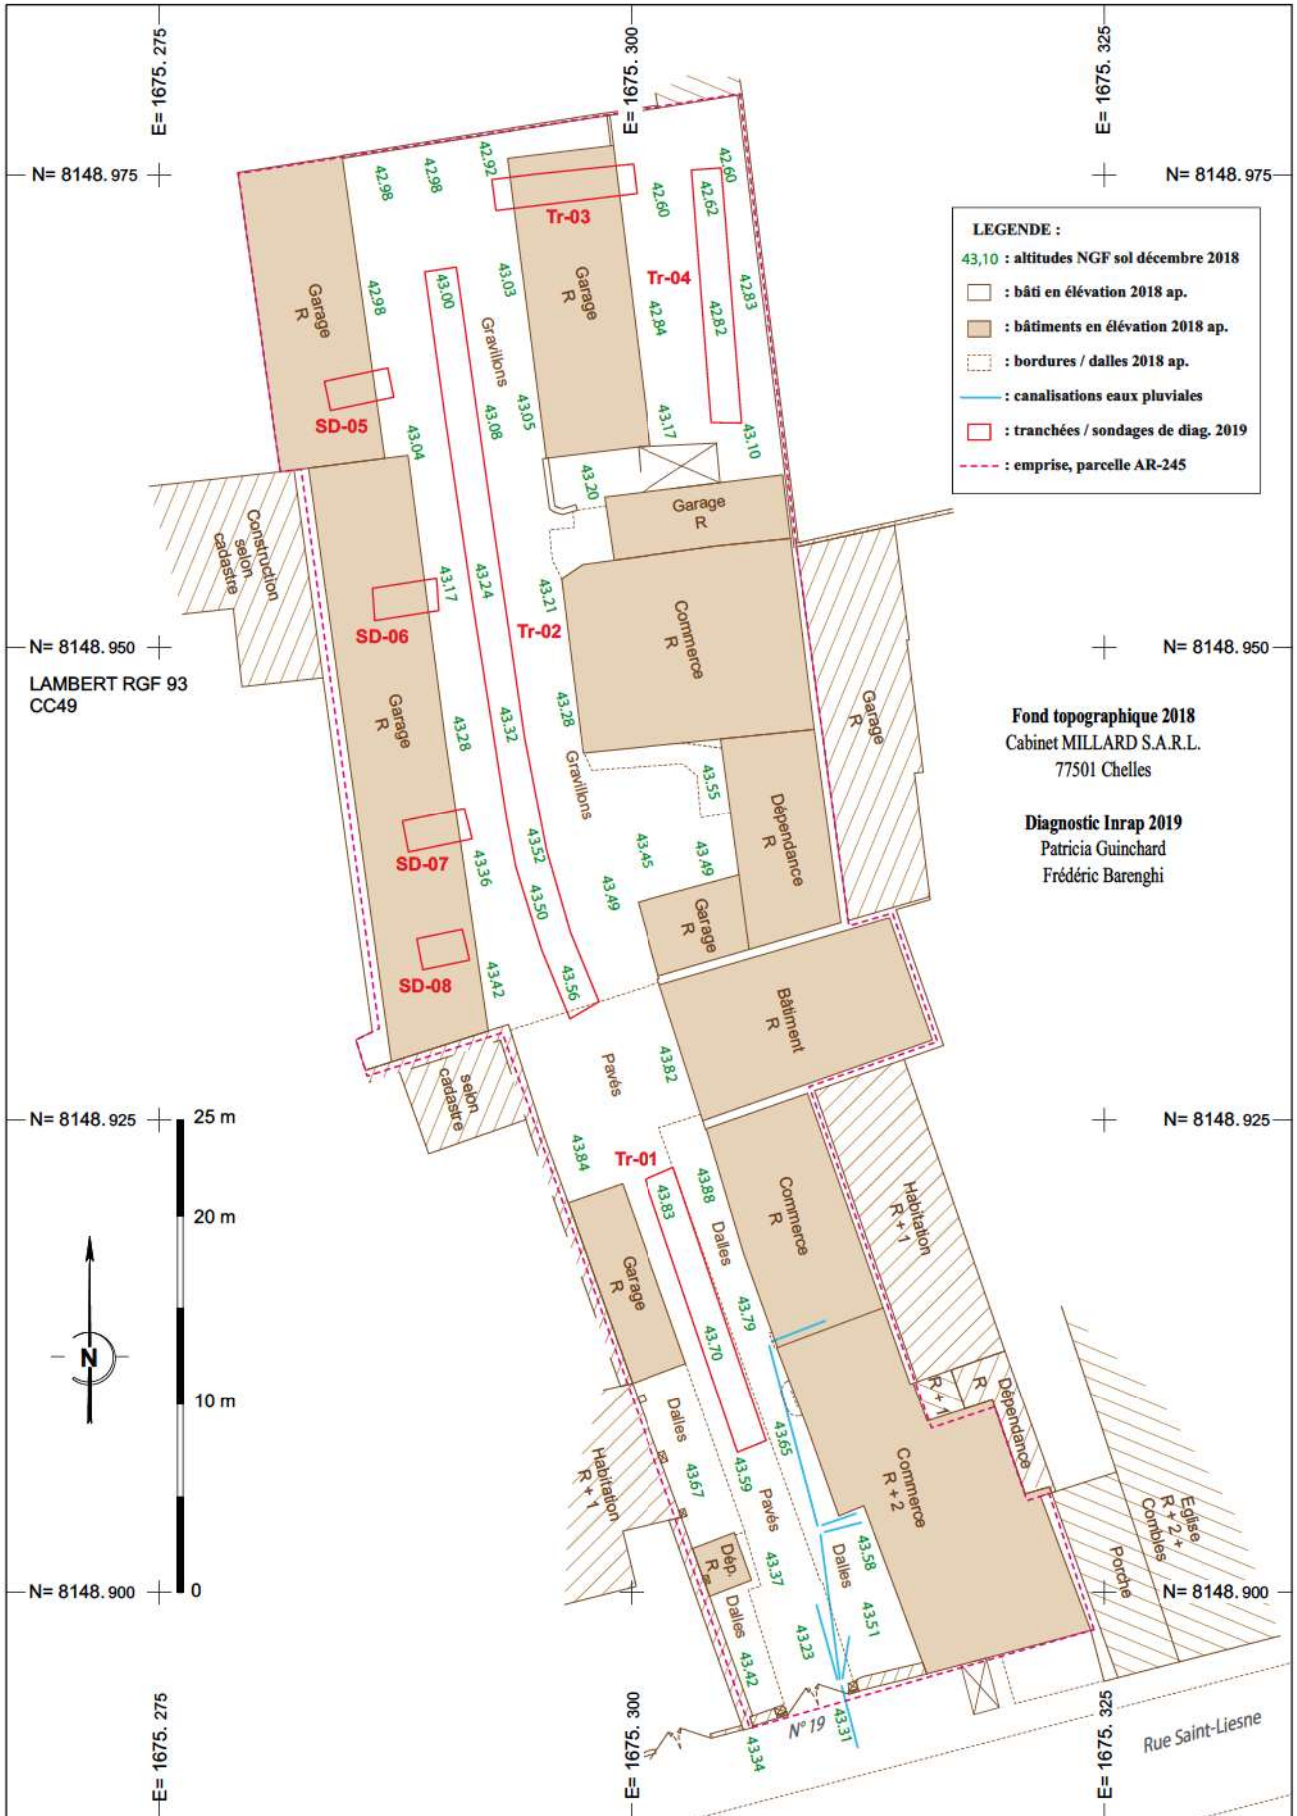 E= 1675. 275
E= 1675. 300
E= 1675. 325
N= 8148. 975
N= 8148. 975
42.98
42.98
42.92
42.60
42.62
42.60
Tr-03
LEGENDE :
43,10 : altitudes NGF sol décembre 2018
: bâti en élévation 2018 ap.
: bâtiments en élévation 2018 ap.
: bordures / dalles 2018 ap.
: canalisations eaux pluviales
: tranchées / sondages de diag. 2019
: emprise, parcelle AR-245
Garage
R
42.98
43.00
43.03
Garage
R
Tr-04
42.84
42.82
42.83
Gravillons
SD-05
43.04
43.08
43.05
43.17
43.10
43.20
Garage
R
Construction
selon
cadastre
43.17
43.24
43.21
SD-06
Tr-02
Commerce
R
N= 8148. 950
N= 8148. 950
LAMBERT RGF 93
CC49
Garage
R
43.28
43.32
43.28
Garage
R
Fond topographique 2018
Cabinet MILLARD S.A.R.L.
77501 Chelles
Gravillons
43.55
Dépendance
R
Diagnostic Inrap 2019
Patricia Guinchard
Frédéric Barenghi
SD-07
43.36
43.52
43.45
43.49
43.50
43.49
Garage
R
SD-08
43.42
43.56
Bâtiment
R
selon
cadastre
Pavés
43.82
N= 8148. 925
25 m
N= 8148. 925
43.84
Tr-01
43.83
43.88
Dalles
Commerce
R
Habitation
R + 1
20 m
Garage
R
43.79
43.70
N
10 m
Dalles
43.65
R + 1
R
Dépendance
Habitation
R + 1
43.67
43.59
Pavés
Commerce
R + 2
Eglise
R + 2 +
Combles
Dép.
R
43.37
43.58
Dalles
Porche
N= 8148. 900
0
N= 8148. 900
Dalles
43.42
43.23
43.51
N° 19
43.31
43.34
Rue Saint-Liesne
E= 1675. 275
E= 1675. 300
E= 1675. 325